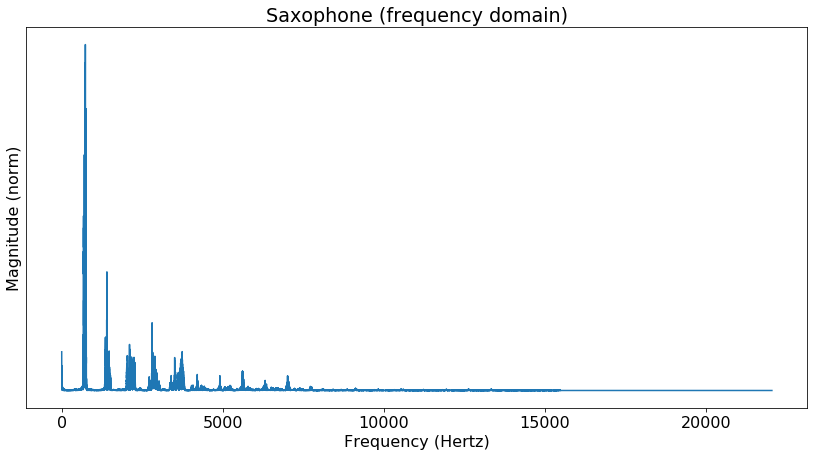 Saxophone (frequency domain)
Magnitude (norm)
0 5000 10000 15000 20000
Frequency (Hertz)